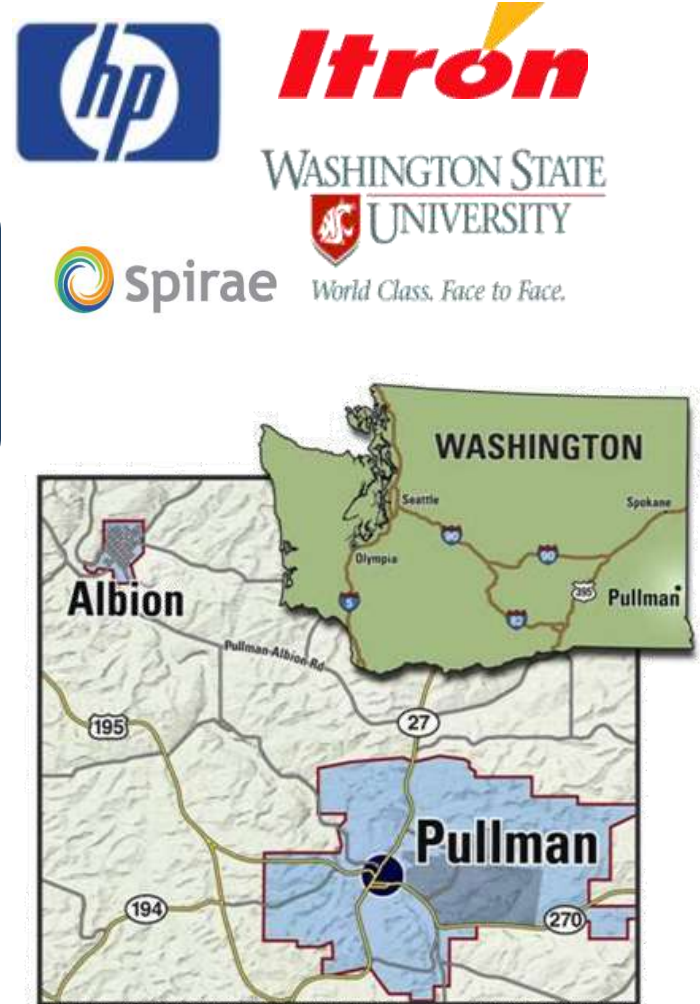 hp
Itron
WASHINGTON STATE
UNIVERSITY
World Class. Face to Face.
spirae
WASHINGTON
Seattle
Spokane
90
90
Olympia
5
82
395
Pullman
Albion
Pullman-Albion Rd
195
27
Pullman
194
270